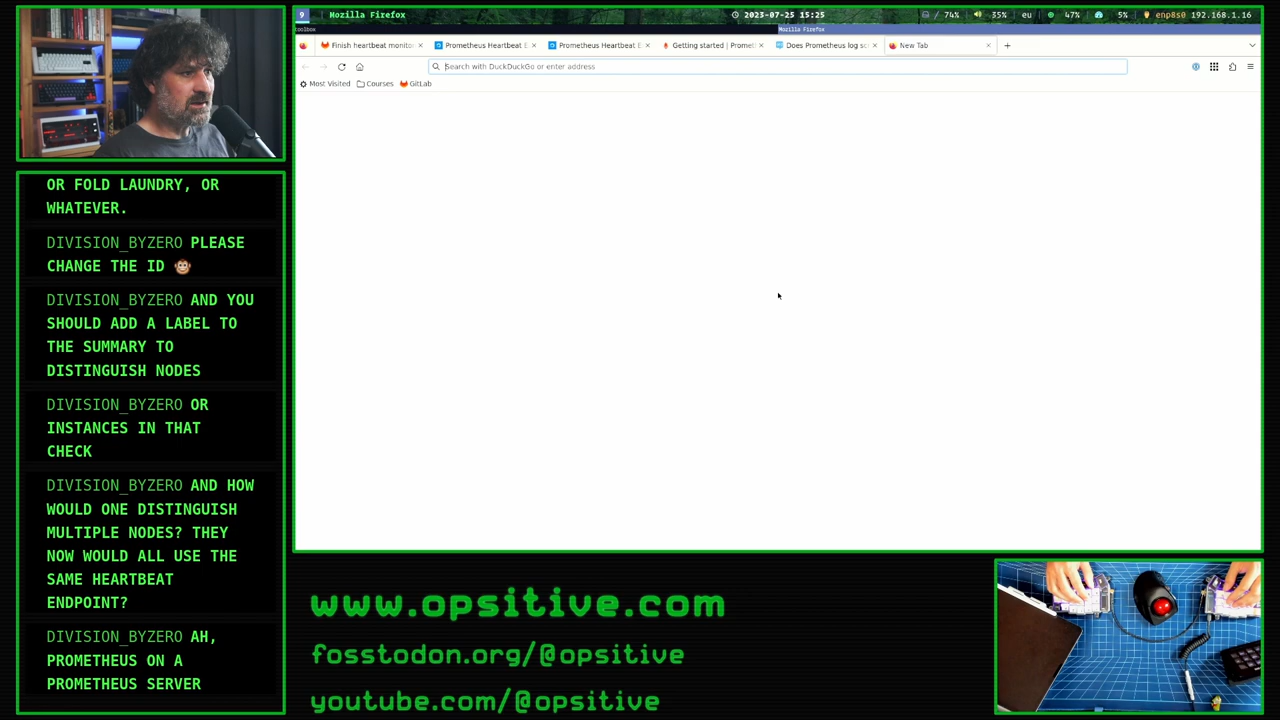 9
Mozilla Firefox
2023-07-25 15:25
/ 74%
35%
eu
47%
5%
enp8s0 192.168.1.16
toolbox
Mozilla Firefox
Finish heartbeat monito
Prometheus Heartbeat E
Prometheus Heartbeat E
Getting started | Promet
Does Prometheus log sc
New Tab
Search with DuckDuckGo or enter address
Most Visited
Courses
GitLab
OR FOLD LAUNDRY, OR
WHATEVER.
DIVISION_BYZERO PLEASE
CHANGE THE ID 🐵
DIVISION_BYZERO AND YOU
SHOULD ADD A LABEL TO
THE SUMMARY TO
DISTINGUISH NODES
DIVISION_BYZERO OR
INSTANCES IN THAT
CHECK
DIVISION_BYZERO AND HOW
WOULD ONE DISTINGUISH
MULTIPLE NODES? THEY
NOW WOULD ALL USE THE
SAME HEARTBEAT
ENDPOINT?
DIVISION_BYZERO AH,
PROMETHEUS ON A
PROMETHEUS SERVER
www.opsitive.com
fosstodon.org/@opsitive
youtube.com/@opsitive